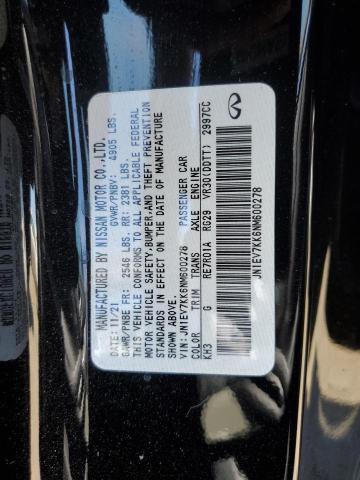 MANUFACTURED BY NISSAN MOTOR CO.,LTD.
DATE: 11/21 GVWR/PNBV: 4905 LBS.
GAWR/PNBE FR: 2546 LBS. RR: 2381 LBS.
THIS VEHICLE CONFORMS TO ALL APPLICABLE FEDERAL
MOTOR VEHICLE SAFETY,BUMPER,AND THEFT PREVENTION
STANDARDS IN EFFECT ON THE DATE OF MANUFACTURE
SHOWN ABOVE.
VIN: JN1EV7KK6NM600278 PASSENGER CAR
COLOR TRIM TRANS AXLE ENGINE
KH3 G RE7R01A RG29 VR30(DDTT) 2997CC
JN1EV7KK6NM600278